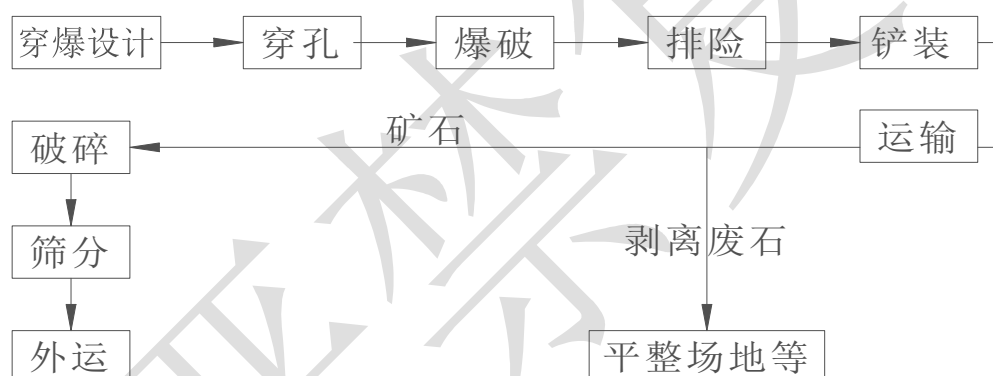 穿爆设计 穿孔 爆破 排险 铲装
矿石
破碎 运输
筛分 剥离废石
外运 平整场地等